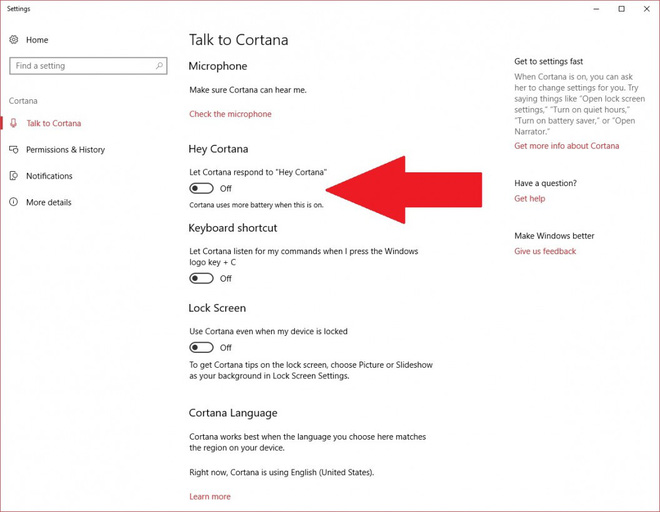 Settings
Home
Find a setting
Cortana
Talk to Cortana
Permissions & History
Notifications
More details
Talk to Cortana
Microphone
Make sure Cortana can hear me.
Check the microphone
Hey Cortana
Let Cortana respond to "Hey Cortana"
Off
Cortana uses more battery when this is on.
Keyboard shortcut
Let Cortana listen for my commands when I press the Windows
logo key + C
Off
Lock Screen
Use Cortana even when my device is locked
Off
To get Cortana tips on the lock screen, choose Picture or Slideshow
as your background in Lock Screen Settings.
Cortana Language
Cortana works best when the language you choose here matches
the region on your device.
Right now, Cortana is using English (United States).
Learn more
Get to settings fast
When Cortana is on, you can ask
her to change settings for you. Try
saying things like "Open lock screen
settings," "Turn on quiet hours,"
"Turn on battery saver," or "Open
Narrator."
Get more info about Cortana
Have a question?
Get help
Make Windows better
Give us feedback